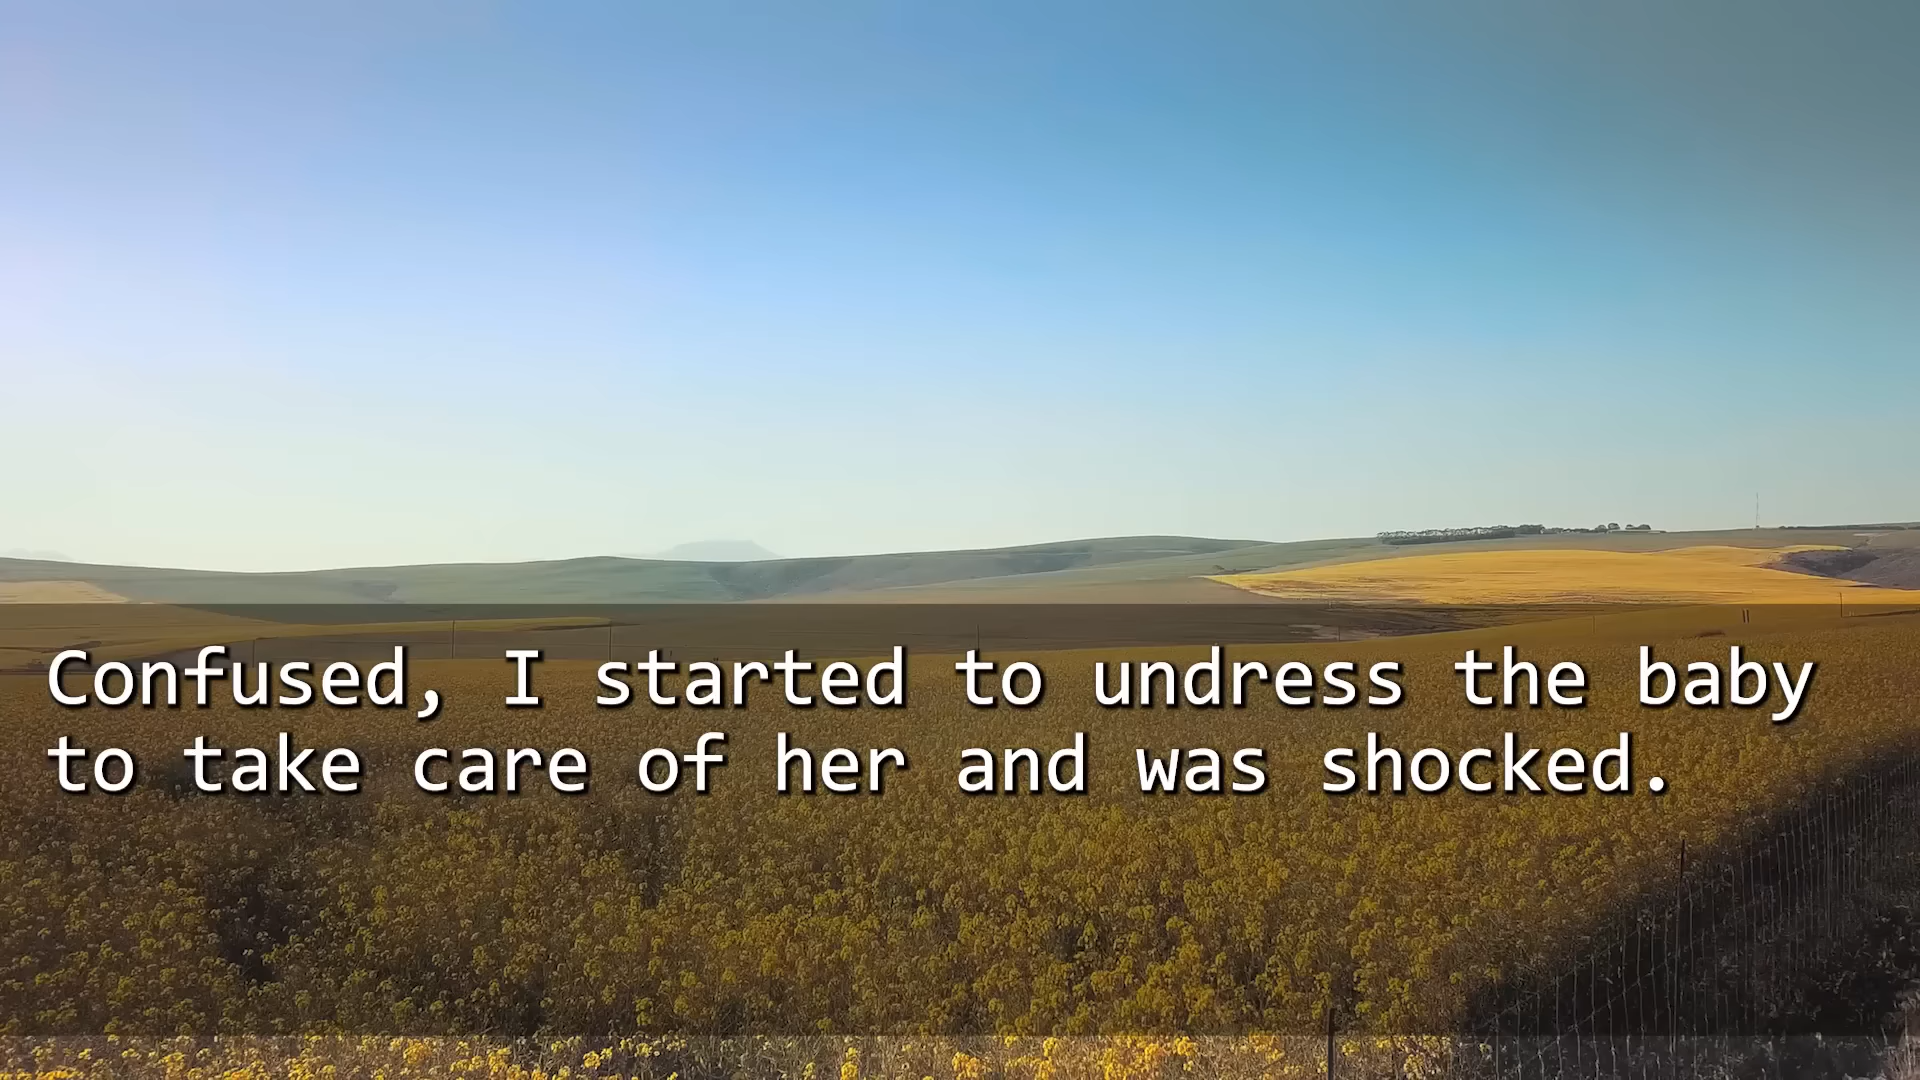 Confused, I started to undress the baby
to take care of her and was shocked.